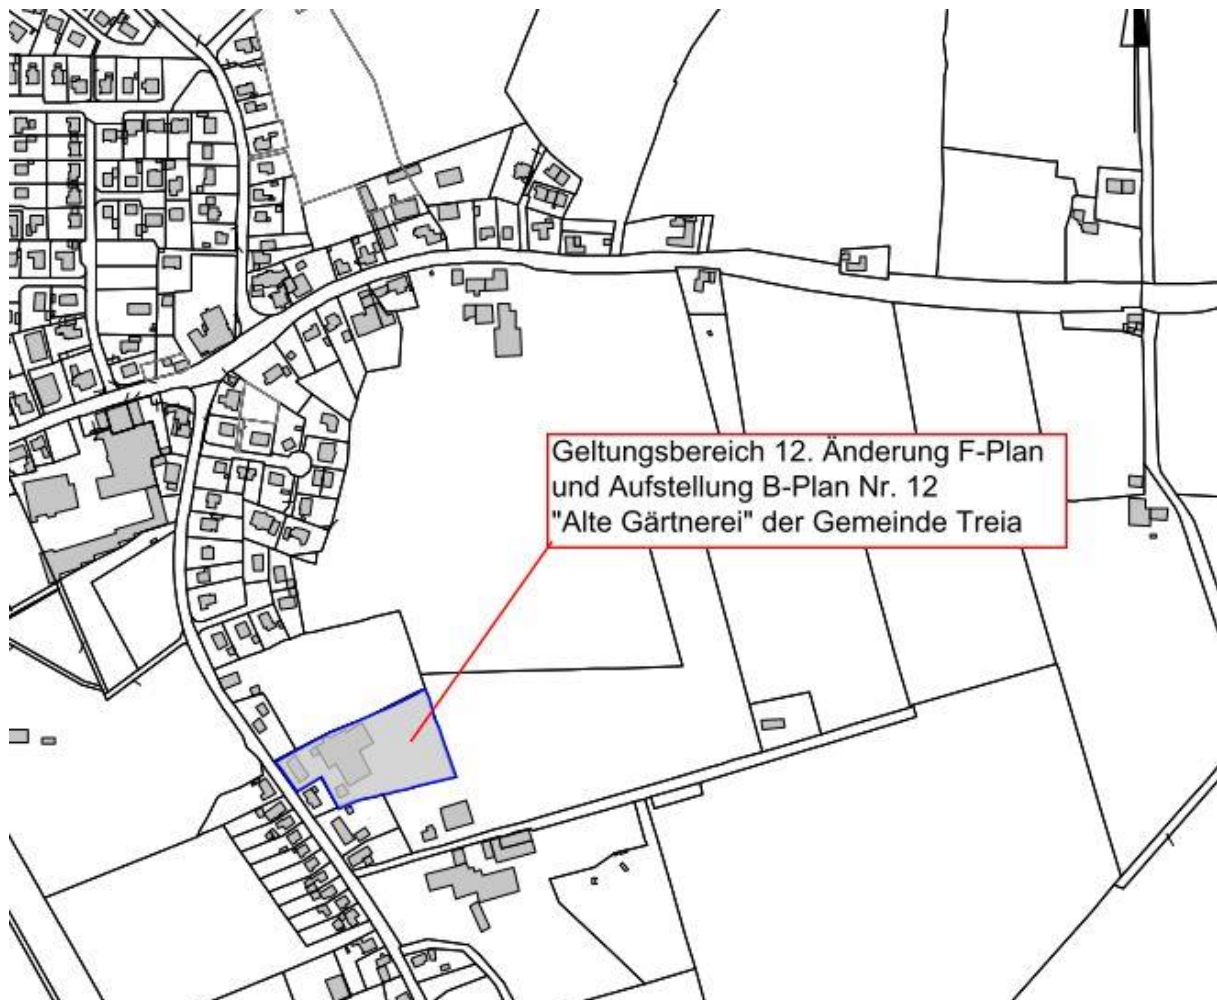 Geltungsbereich 12. Änderung F-Plan
und Aufstellung B-Plan Nr. 12
"Alte Gärtnerei" der Gemeinde Treia